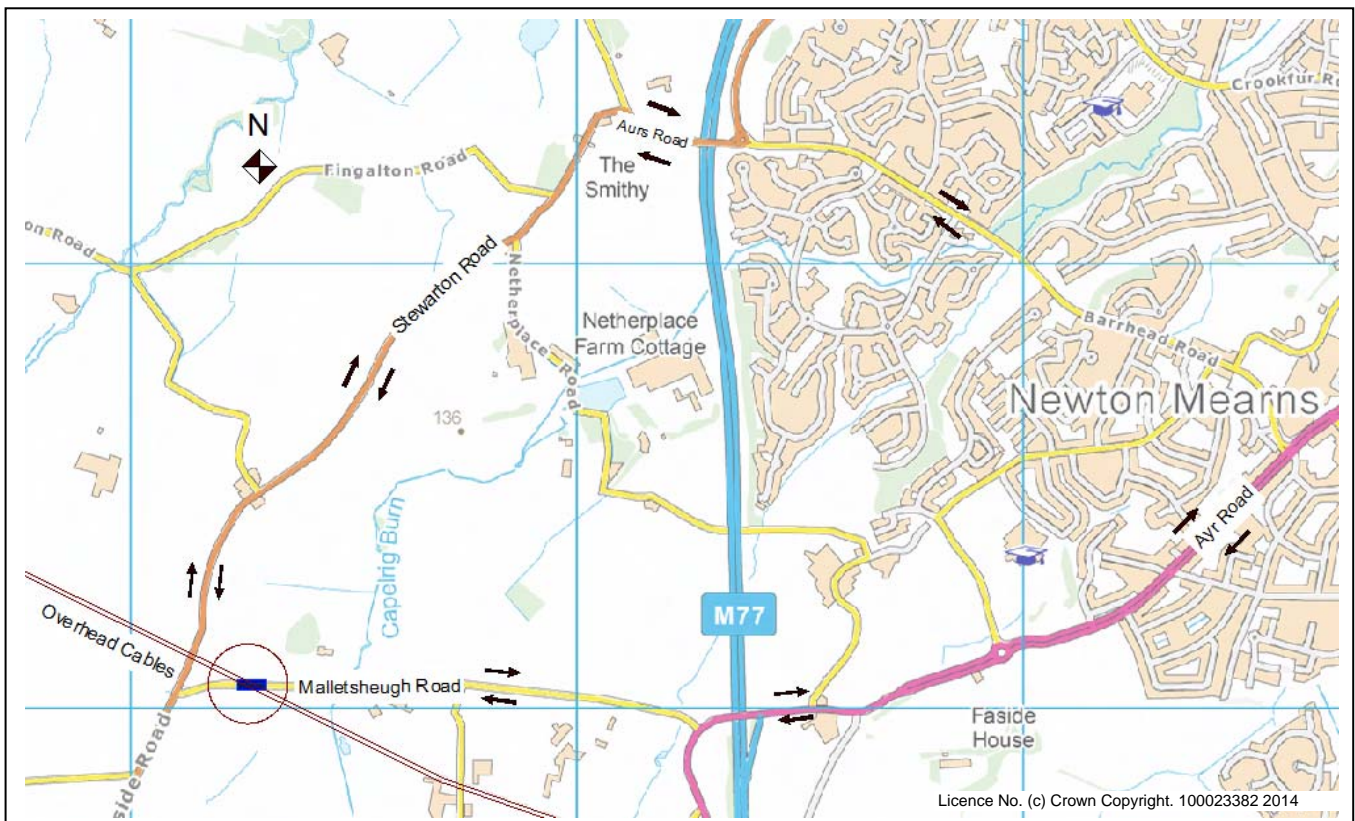 Crookfur R
N
Aurs Road
The
Smithy
Fingalton Road
on Road
Stewarton Road
Netherplace Road
Netherplace
Farm Cottage
Barrhead Road
Newton Mearns
136
Ayr Road
Capelrig Burn
M77
Overhead Cables
Malletsheugh Road
Faside
House
side Road
Licence No. (c) Crown Copyright. 100023382 2014